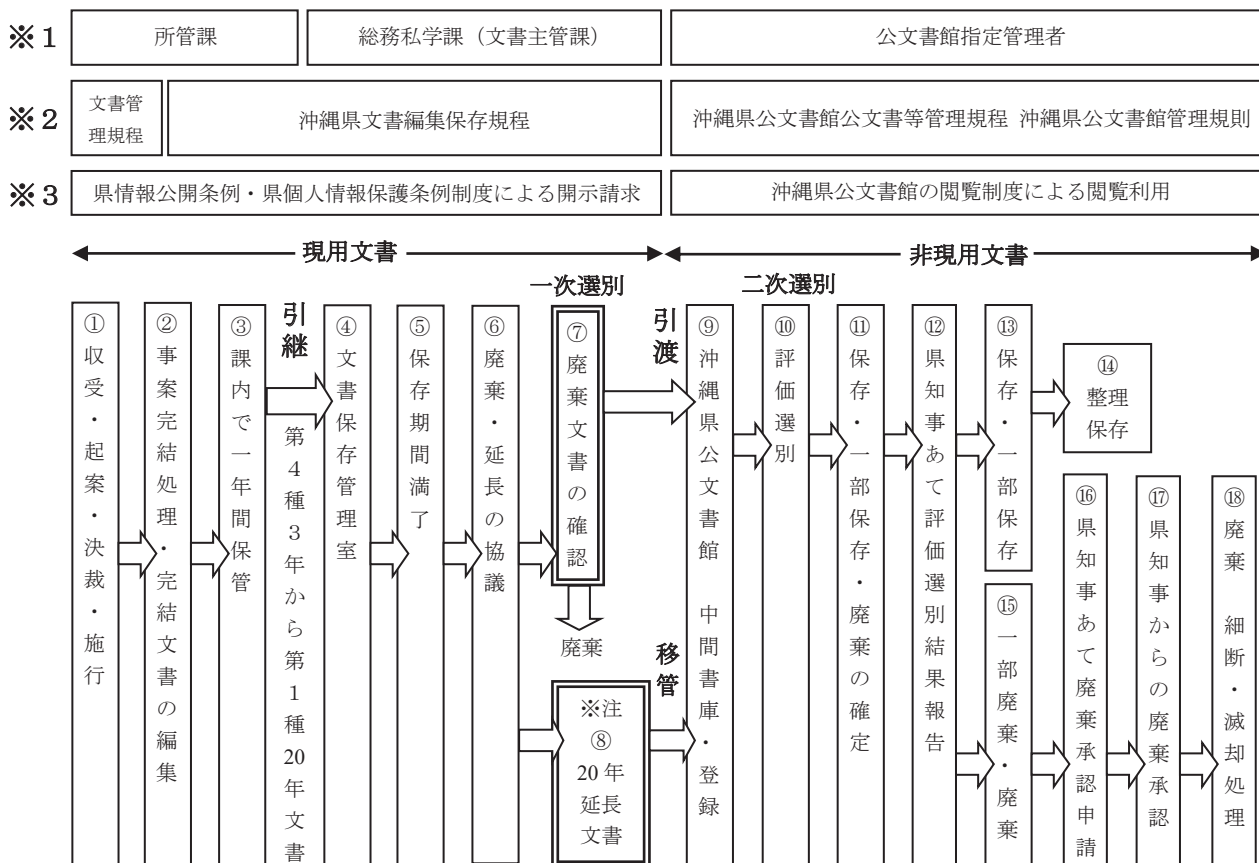 ※1
所管課
総務私学課（文書主管課）
公文書館指定管理者
※2
文書管
理規程
沖縄県文書編集保存規程
沖縄県公文書館公文書等管理規程 沖縄県公文書館管理規則
※3
県情報公開条例・県個人情報保護条例制度による開示請求
沖縄県公文書館の閲覧制度による閲覧利用
現用文書
非現用文書
一次選別
二次選別
①収受・起案・決裁・施行
②事案完結処理・完結文書の編集
③課内で一年間保管
引継
第4種3年から第1種20年文書
④文書保存管理室
⑤保存期間満了
⑥廃棄・延長の協議
⑦廃棄文書の確認
廃棄
※注
⑧
20年
延長
文書
引渡
移管
⑨沖縄県公文書館 中間書庫・登録
⑩評価選別
⑪保存・一部保存・廃棄の確定
⑫県知事あて評価選別結果報告
⑬保存・一部保存
⑭
整理
保存
⑮一部廃棄・廃棄
⑯県知事あて廃棄承認申請
⑰県知事からの廃棄承認
⑱廃棄 細断・滅却処理